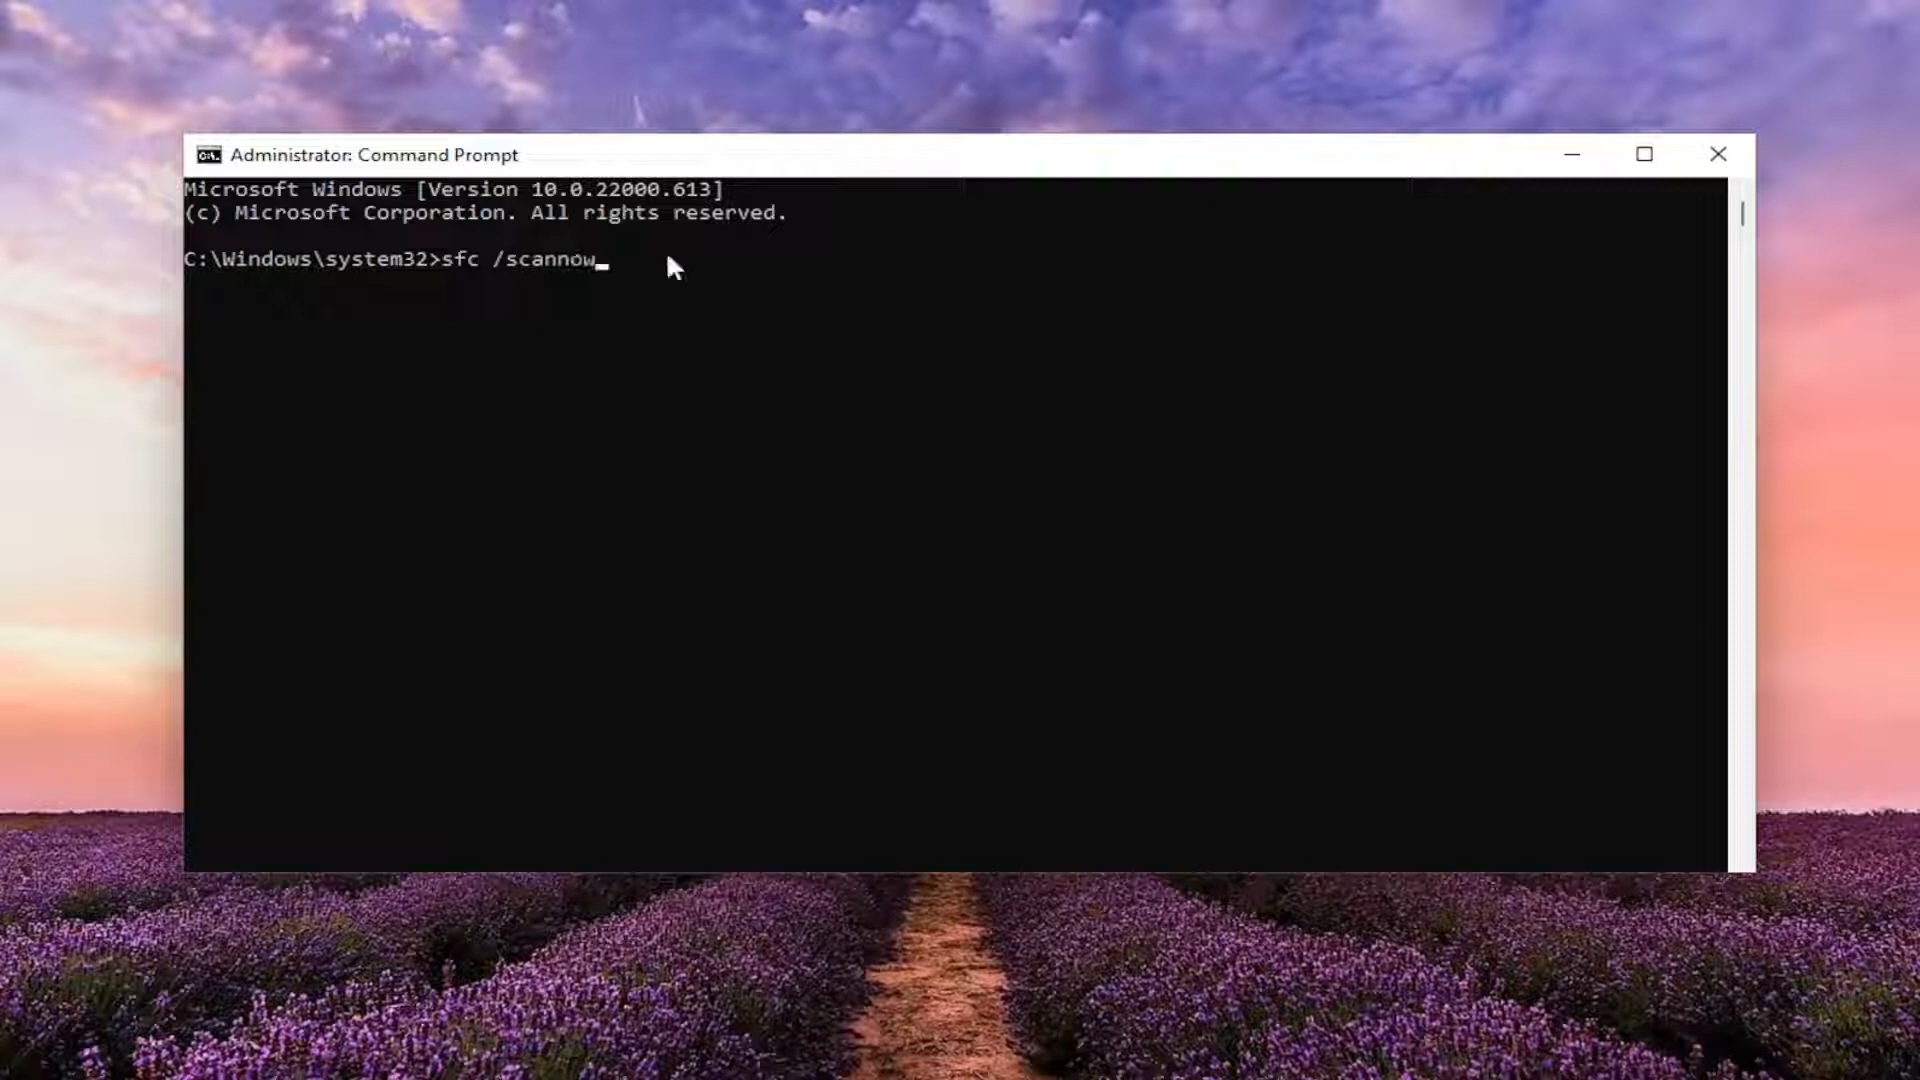 Administrator: Command Prompt
Microsoft Windows [Version 10.0.22000.613]
(c) Microsoft Corporation. All rights reserved.
C:\Windows\system32>sfc /scannow